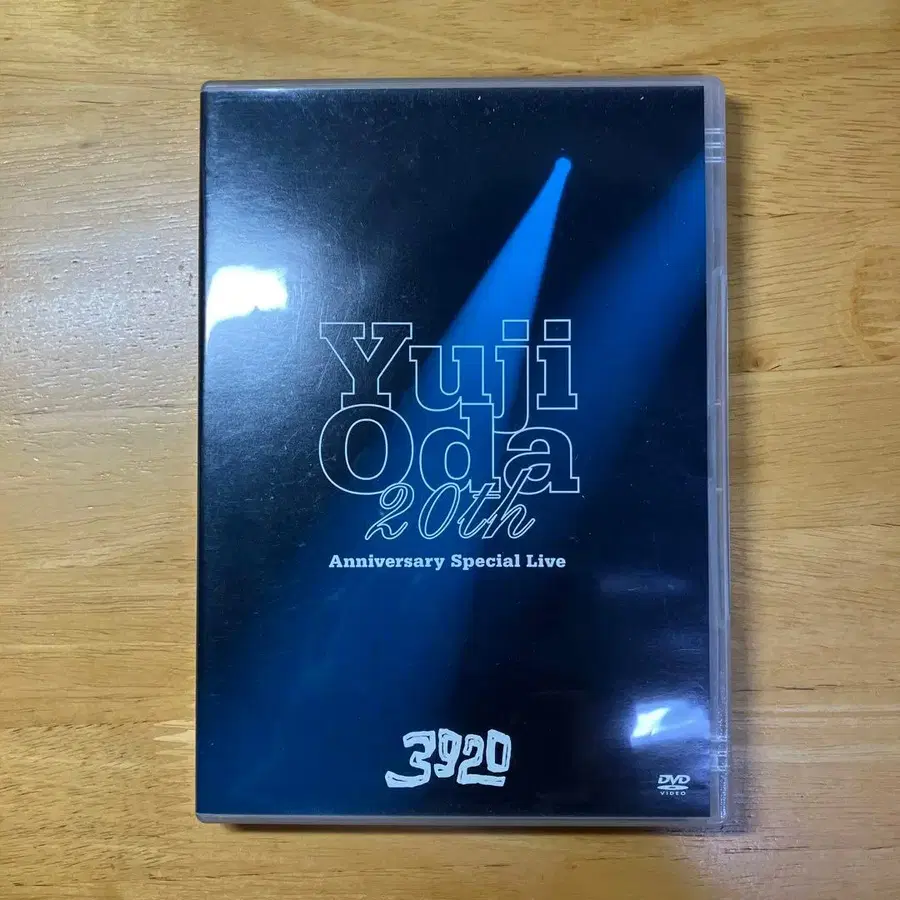 Yuji
Oda
20th
Anniversary Special Live
3920
DVD
VIDEO